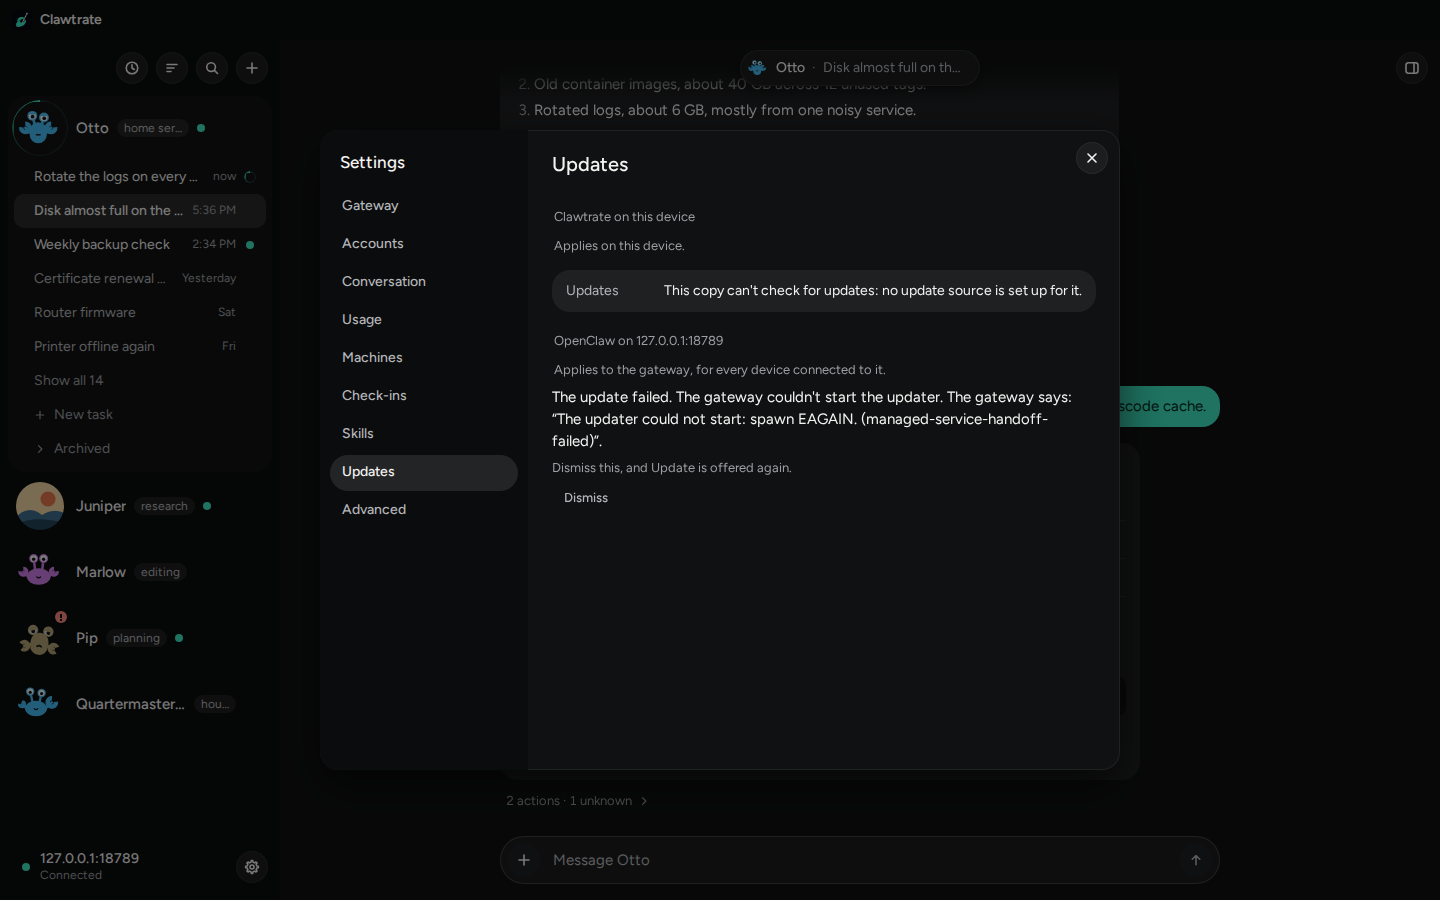 Clawtrate
Otto · Disk almost full on th...
2. Old container images, about 40 GB across 12 unused tags.
3. Rotated logs, about 6 GB, mostly from one noisy service.
Otto home ser...
Rotate the logs on every ... now
Disk almost full on the ... 5:36 PM
Weekly backup check 2:34 PM
Certificate renewal ... Yesterday
Router firmware Sat
Printer offline again Fri
Show all 14
+ New task
> Archived
Juniper research
Marlow editing
! Pip planning
Quartermaster... hou...
127.0.0.1:18789
Connected
Settings
Gateway
Accounts
Conversation
Usage
Machines
Check-ins
Skills
Updates
Advanced
Updates
Clawtrate on this device
Applies on this device.
Updates This copy can't check for updates: no update source is set up for it.
OpenClaw on 127.0.0.1:18789
Applies to the gateway, for every device connected to it.
The update failed. The gateway couldn't start the updater. The gateway says:
“The updater could not start: spawn EAGAIN. (managed-service-handoff-
failed)”.
Dismiss this, and Update is offered again.
Dismiss
scode cache.
2 actions · 1 unknown >
Message Otto